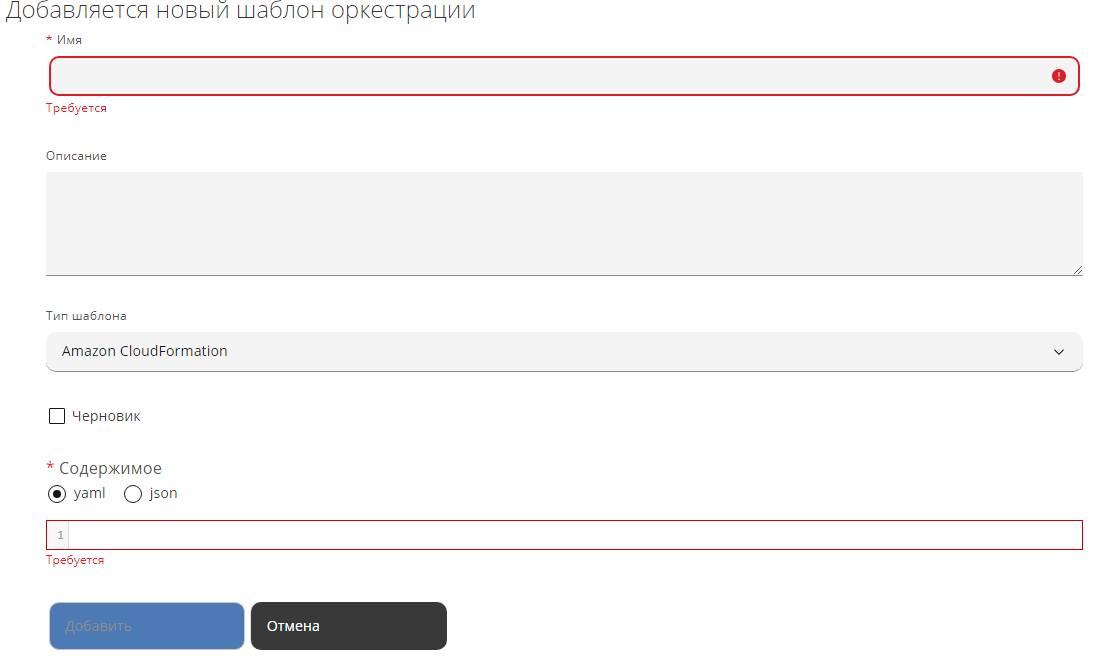 Добавляется новый шаблон оркестрации
* Имя
Требуется
Описание
Тип шаблона
Amazon CloudFormation
Черновик
* Содержимое
yaml json
1
Требуется
Добавить Отмена